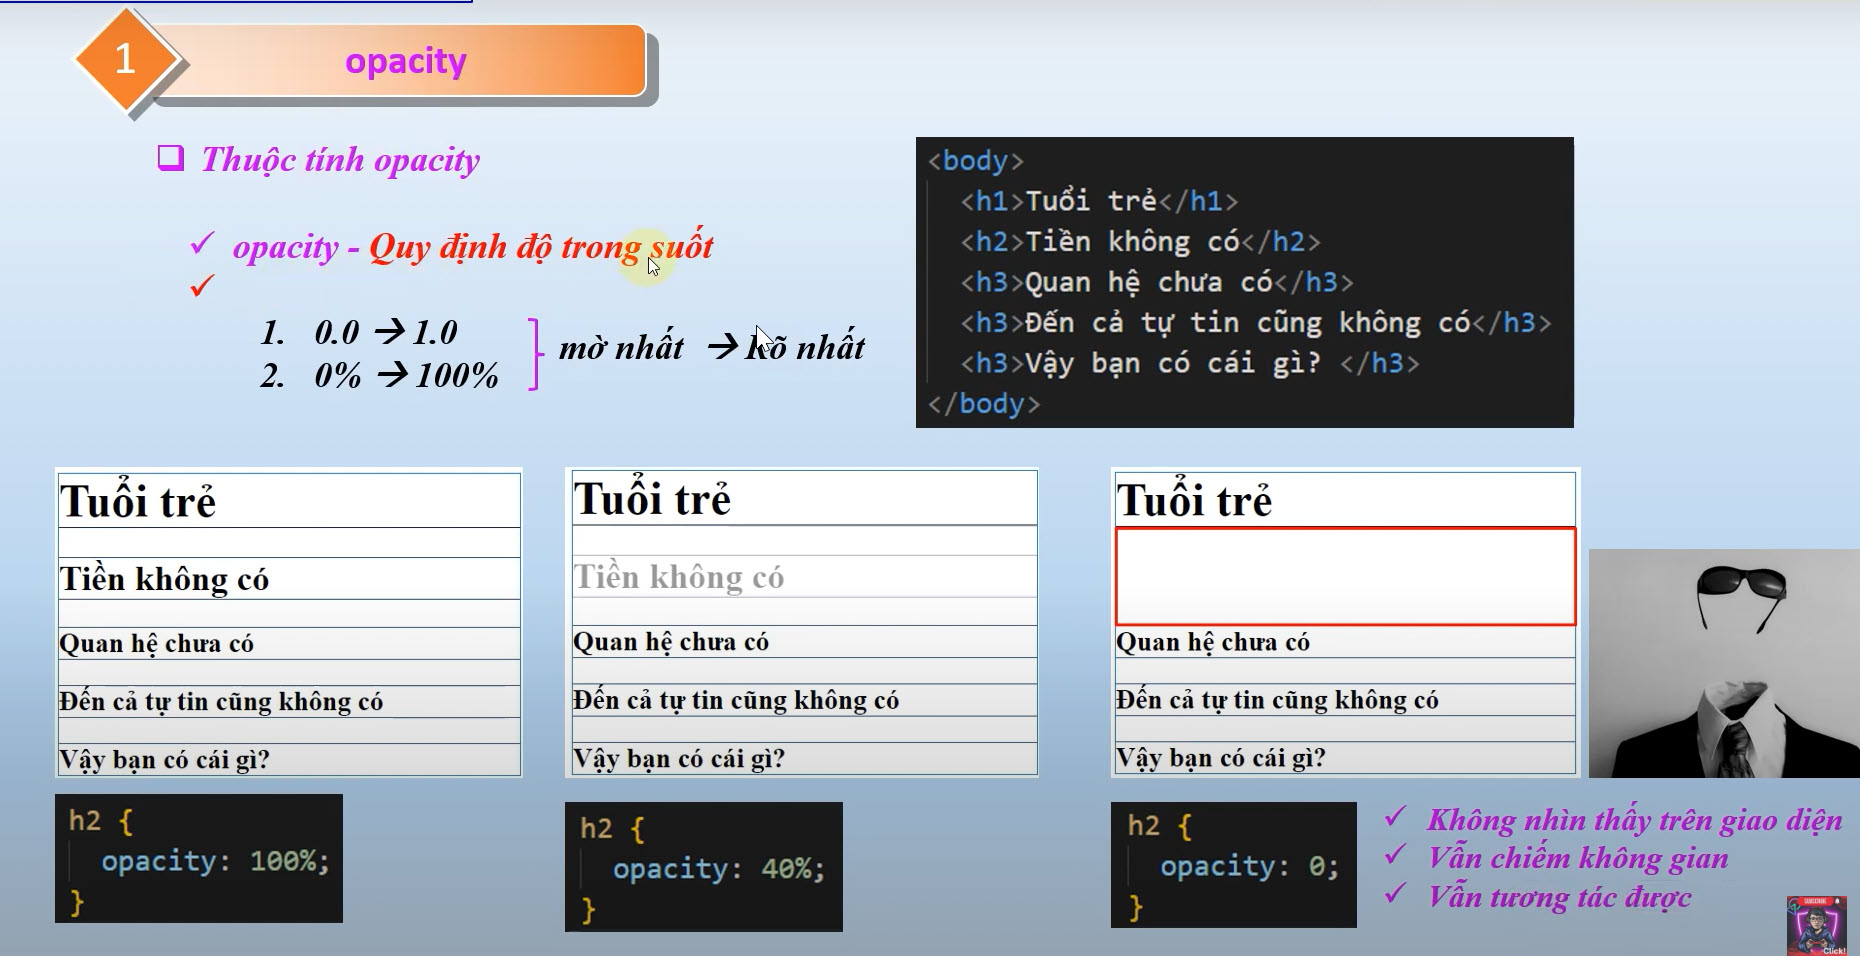 1
opacity
Thuộc tính opacity
opacity - Quy định độ trong suốt
1. 0.0 → 1.0
2. 0% → 100%
mờ nhất → Rõ nhất
<body>
<h1>Tuổi trẻ</h1>
<h2>Tiền không có</h2>
<h3>Quan hệ chưa có</h3>
<h3>Đến cả tự tin cũng không có</h3>
<h3>Vậy bạn có cái gì? </h3>
</body>
Tuổi trẻ
Tiền không có
Quan hệ chưa có
Đến cả tự tin cũng không có
Vậy bạn có cái gì?
h2 {
opacity: 100%;
}
Tuổi trẻ
Tiền không có
Quan hệ chưa có
Đến cả tự tin cũng không có
Vậy bạn có cái gì?
h2 {
opacity: 40%;
}
Tuổi trẻ
Quan hệ chưa có
Đến cả tự tin cũng không có
Vậy bạn có cái gì?
h2 {
opacity: 0;
}
Không nhìn thấy trên giao diện
Vẫn chiếm không gian
Vẫn tương tác được
Click!